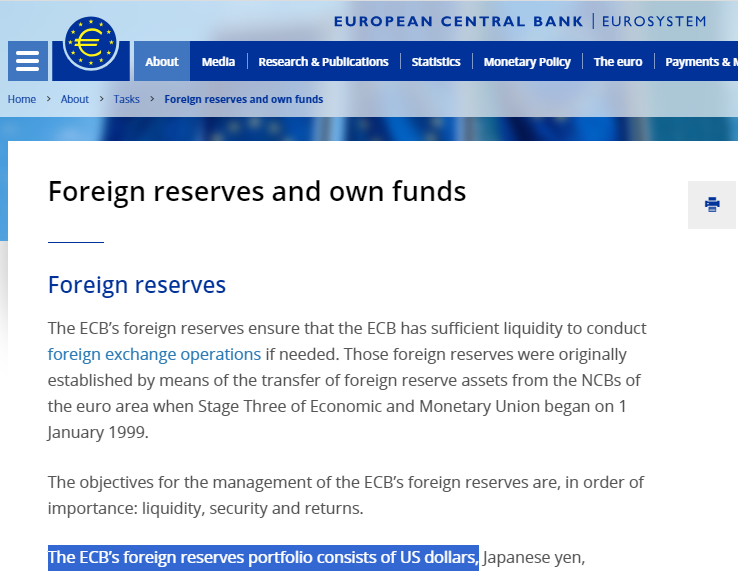 EUROPEAN CENTRAL BANK | EUROSYSTEM
About Media Research & Publications Statistics Monetary Policy The euro Payments &
Home > About > Tasks > Foreign reserves and own funds
Foreign reserves and own funds
Foreign reserves
The ECB’s foreign reserves ensure that the ECB has sufficient liquidity to conduct
foreign exchange operations if needed. Those foreign reserves were originally
established by means of the transfer of foreign reserve assets from the NCBs of
the euro area when Stage Three of Economic and Monetary Union began on 1
January 1999.
The objectives for the management of the ECB’s foreign reserves are, in order of
importance: liquidity, security and returns.
The ECB’s foreign reserves portfolio consists of US dollars, Japanese yen,